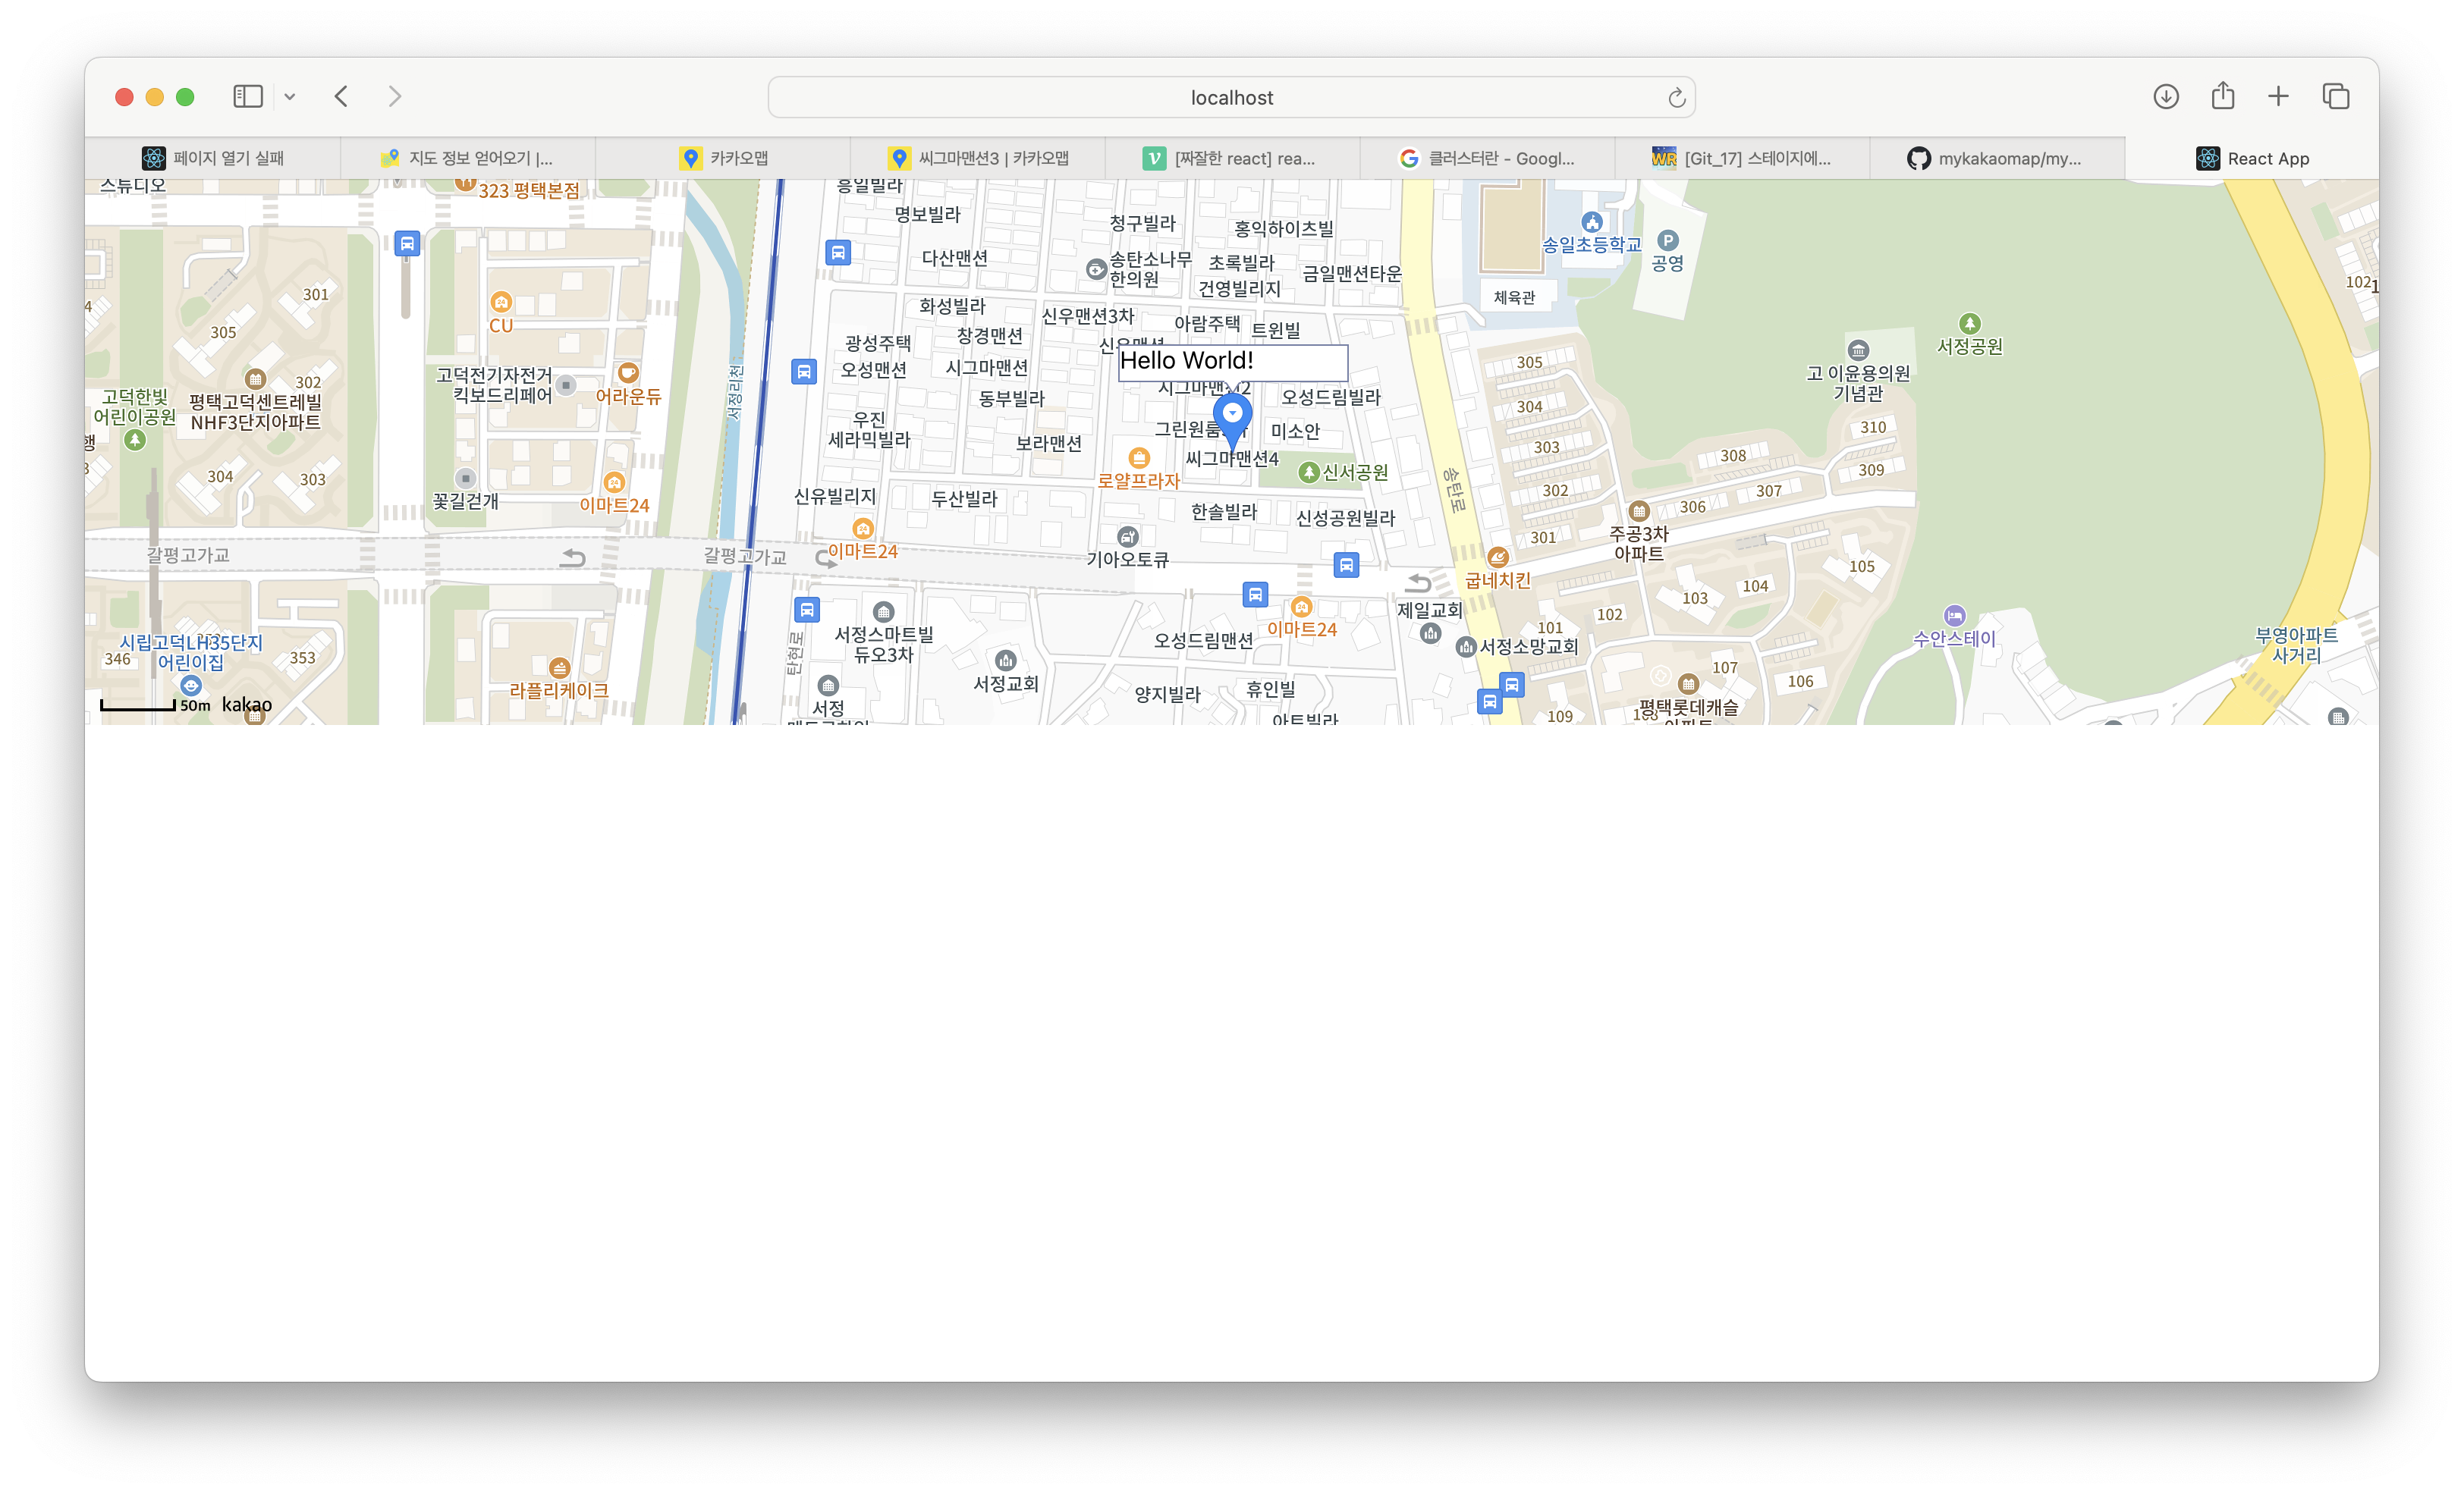 localhost
페이지 열기 실패
지도 정보 얻어오기 |...
카카오맵
씨그마맨션3 | 카카오맵
[짜잘한 react] rea...
클러스터란 - Googl...
[Git_17] 스테이지에...
mykakaomap/my...
React App
스튜디오
323 평택본점
흥일빌라
명보빌라
청구빌라
홍익하이츠빌
송일초등학교
P
공영
다산맨션
송탄소나무
한의원
초록빌라
금일맨션타운
건영빌리지
체육관
301
305
CU
화성빌라
신우맨션3차
아람주택
트윈빌
창경맨션
광성주택
서정공원
Hello World!
오성맨션
시그마맨션
305
고 이윤용의원
기념관
고덕한빛
어린이공원
302
평택고덕센트레빌
NHF3단지아파트
고덕전기자전거
킥보드리페어
어라운듀
서정리천
동부빌라
오성드림빌라
304
우진
세라믹빌라
보라맨션
미소안
303
310
308
309
씨그마맨션4
신서공원
로얄프라자
304
303
꽃길걷개
이마트24
신유빌리지
두산빌라
한솔빌라
신성공원빌라
송탄로
302
307
306
주공3차
아파트
301
갈평고가교
갈평고가교
이마트24
기아오토큐
굽네치킨
105
104
103
102
101
시립고덕LH35단지
어린이집
346
353
탄현로
서정스마트빌
듀오3차
이마트24
오성드림맨션
제일교회
서정소망교회
수안스테이
부영아파트
사거리
라플리케이크
서정교회
양지빌라
휴인빌
107
106
50m
kakao
서정
아트빌라
109
평택롯데캐슬
102